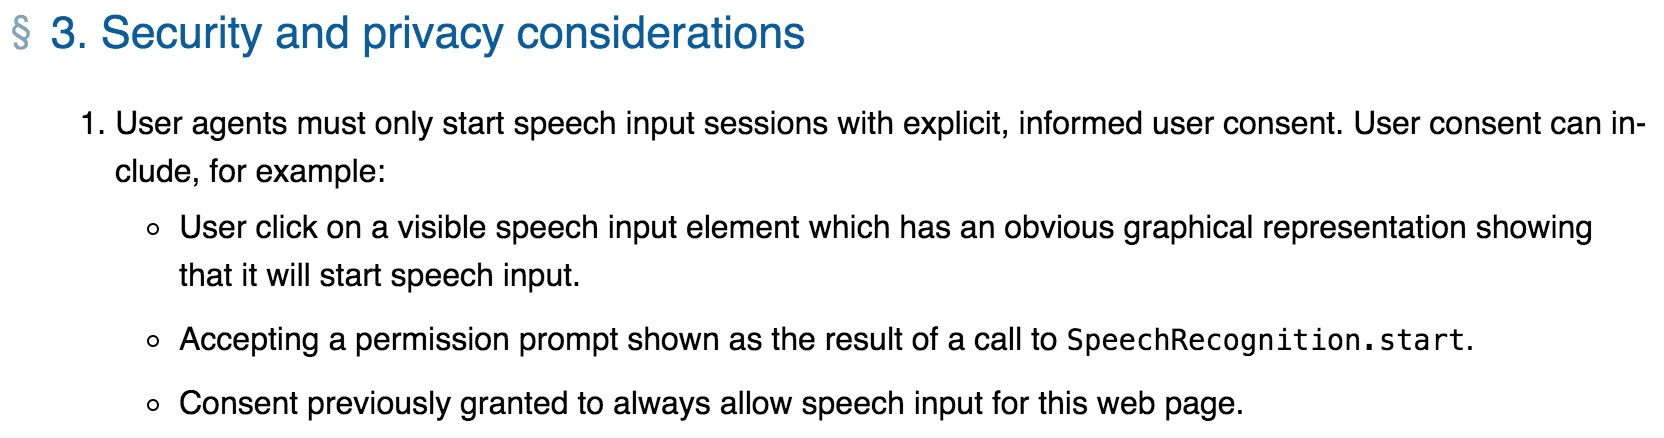 § 3. Security and privacy considerations
1. User agents must only start speech input sessions with explicit, informed user consent. User consent can in-
clude, for example:
◦ User click on a visible speech input element which has an obvious graphical representation showing
that it will start speech input.
◦ Accepting a permission prompt shown as the result of a call to SpeechRecognition.start.
◦ Consent previously granted to always allow speech input for this web page.